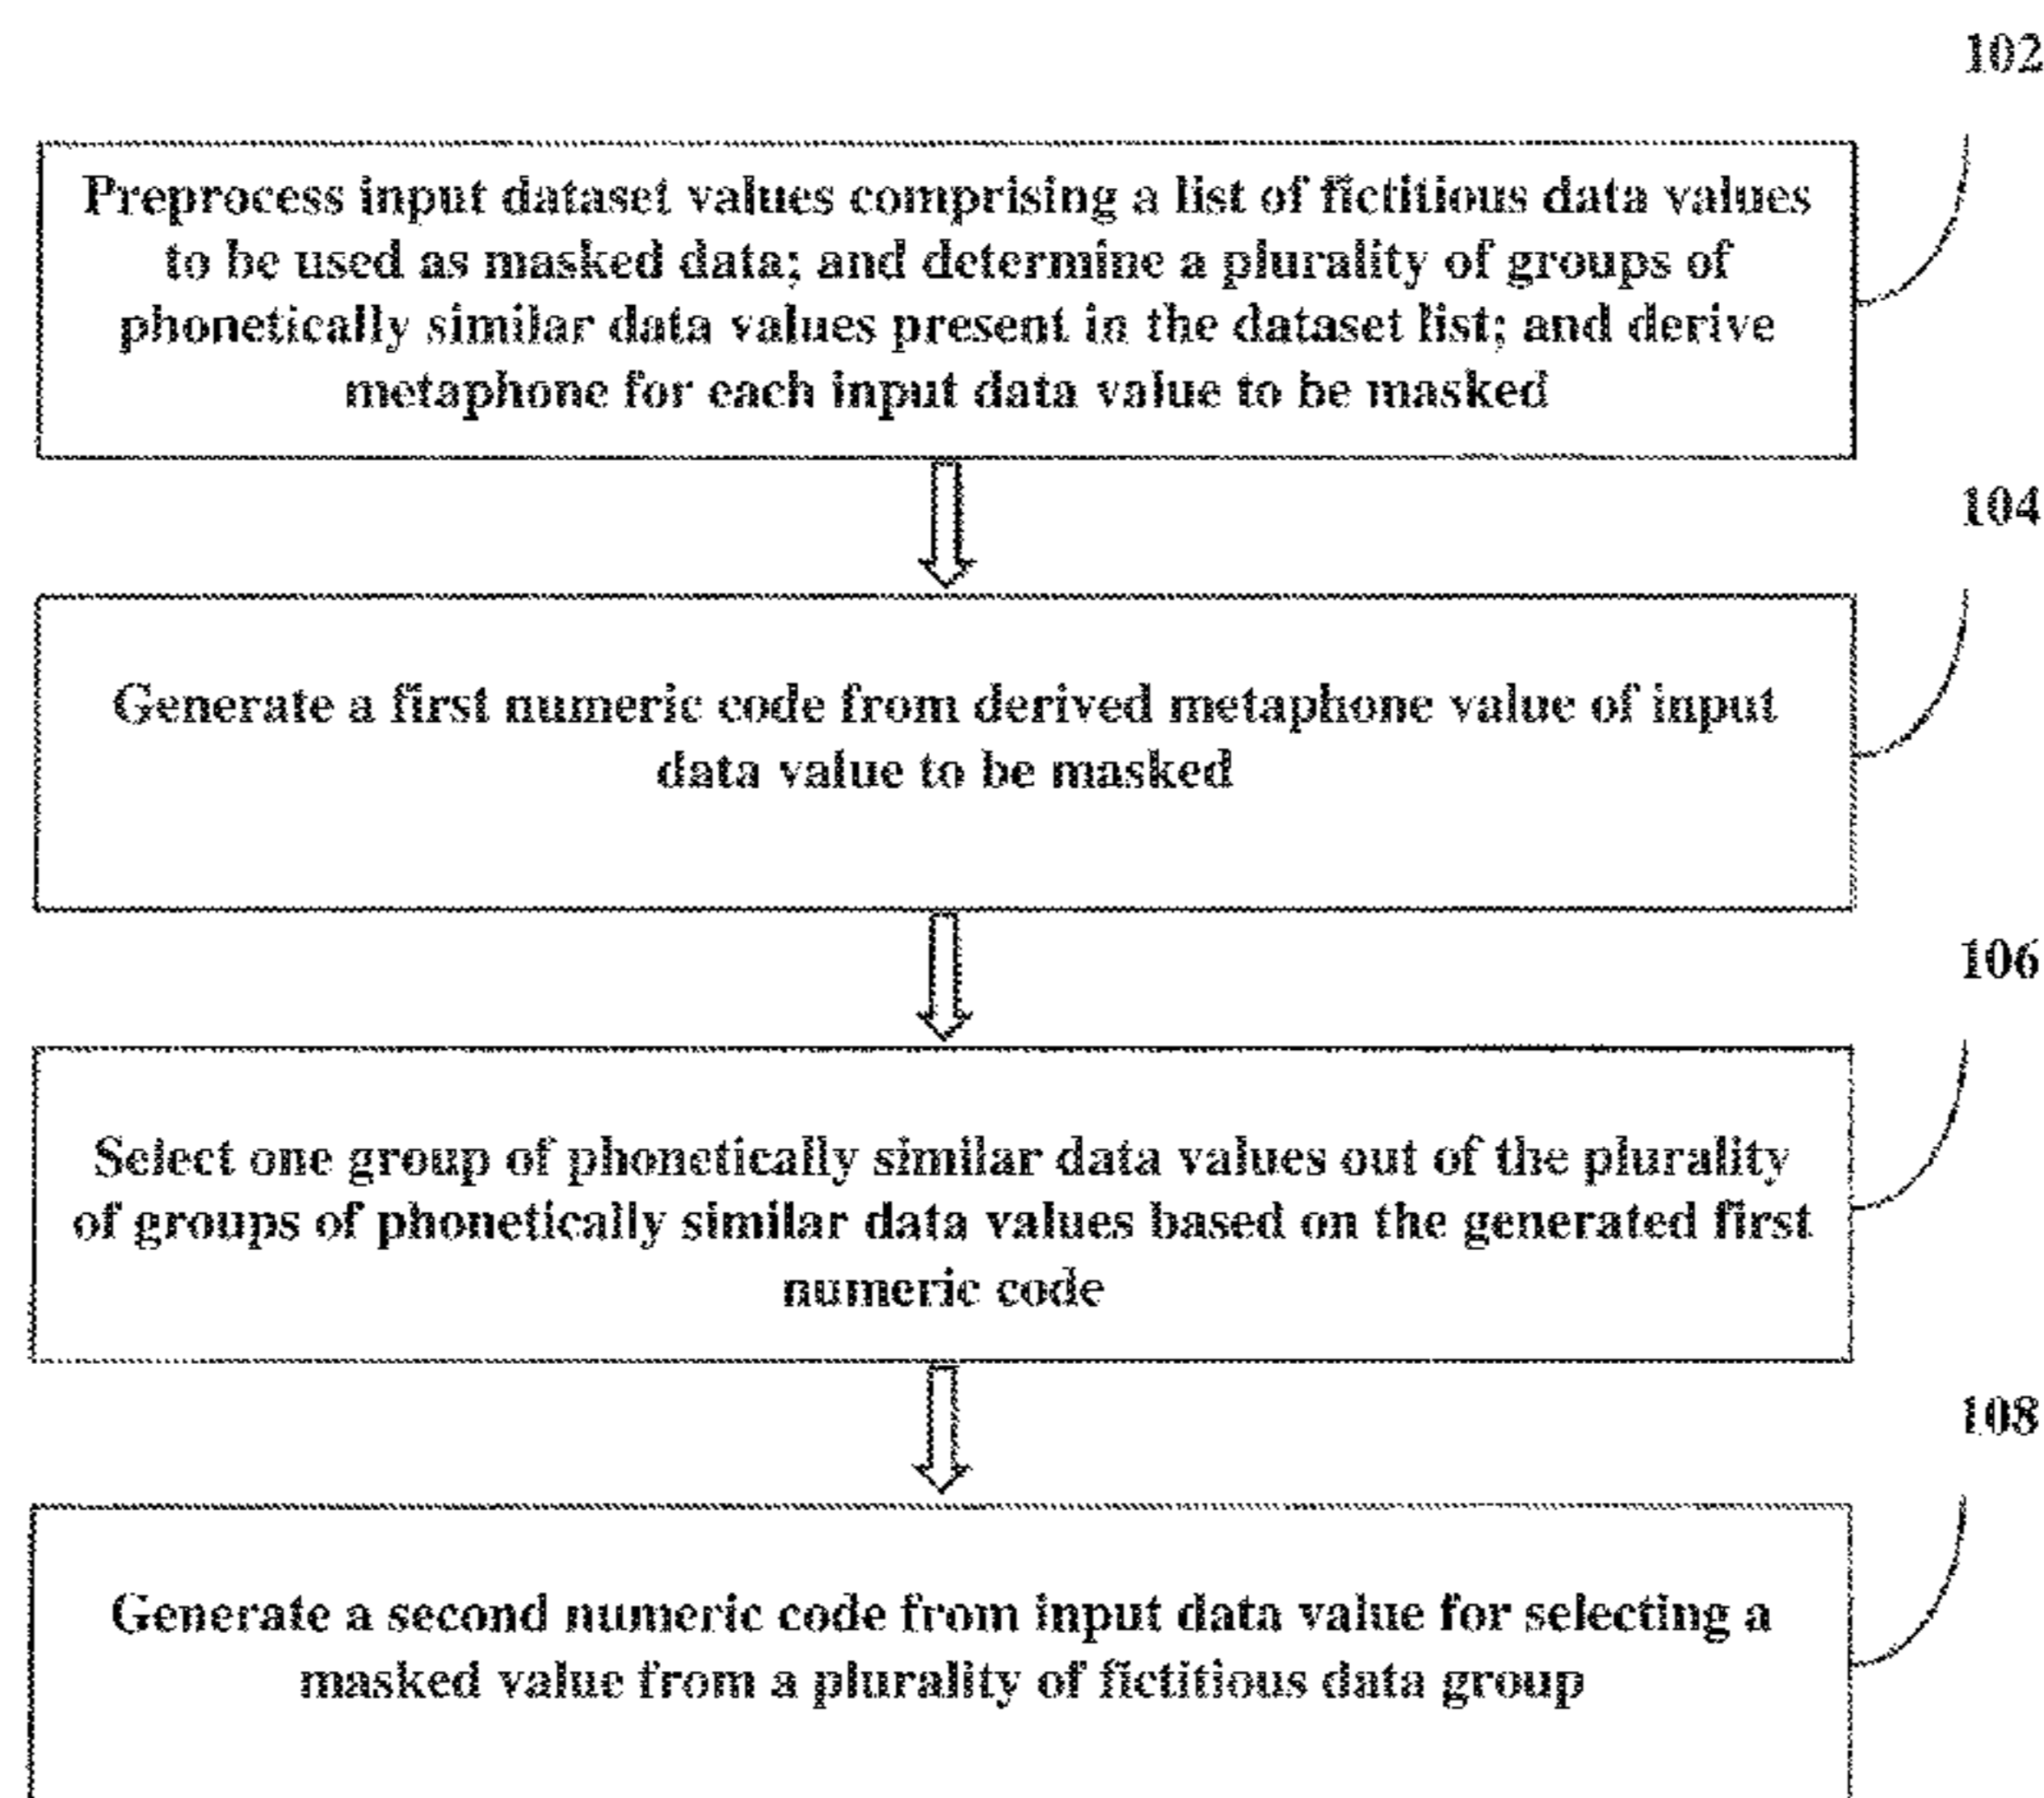 102
Preprocess input dataset values comprising a list of fictitious data values
to be used as masked data; and determine a plurality of groups of
phonetically similar data values present in the dataset list; and derive
metaphone for each input data value to be masked
104
Generate a first numeric code from derived metaphone value of input
data value to be masked
106
Select one group of phonetically similar data values out of the plurality
of groups of phonetically similar data values based on the generated first
numeric code
108
Generate a second numeric code from input data value for selecting a
masked value from a plurality of fictitious data group